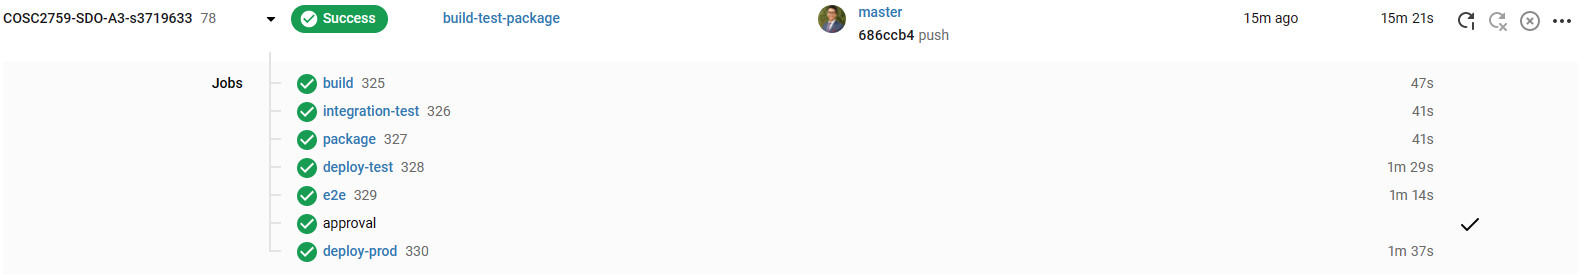 COSC2759-SDO-A3-s3719633 78 Success build-test-package master 15m ago 15m 21s
686ccb4 push
Jobs build 325 47s
integration-test 326 41s
package 327 41s
deploy-test 328 1m 29s
e2e 329 1m 14s
approval
deploy-prod 330 1m 37s